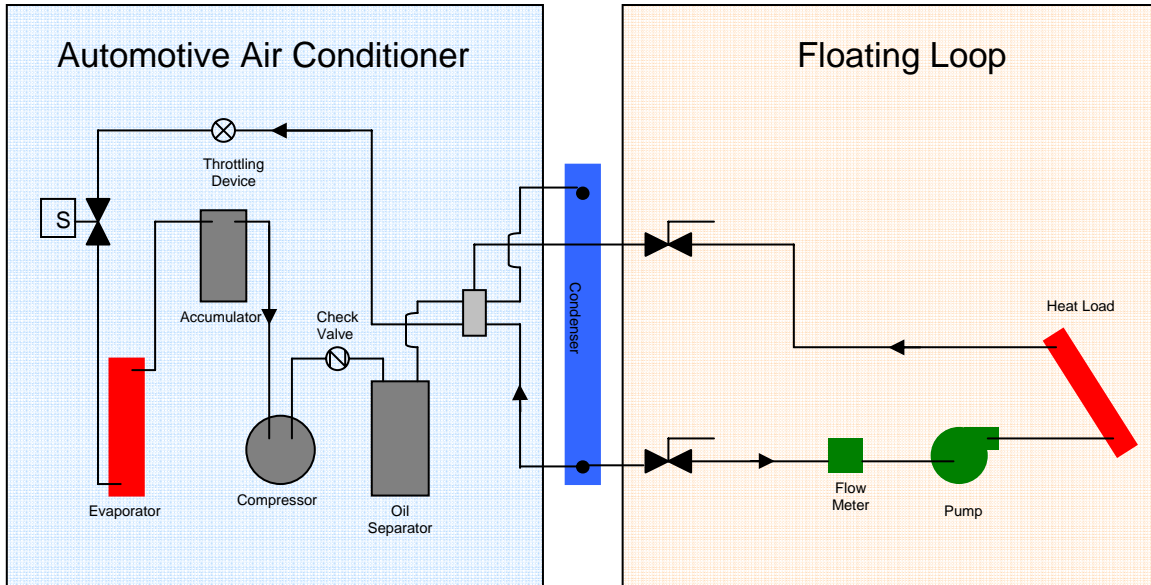 Automotive Air Conditioner
Floating Loop
Throttling
Device
S
Accumulator
Check
Valve
Condenser
Heat Load
Evaporator
Compressor
Oil
Separator
Flow
Meter
Pump